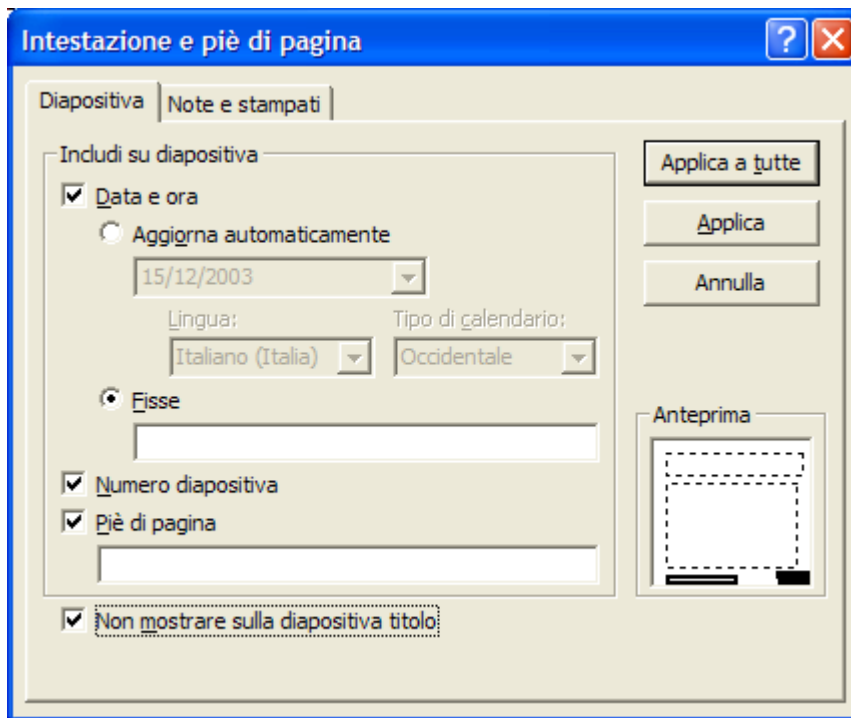 Intestazione e piè di pagina
Diapositiva
Note e stampati
Includi su diapositiva
Data e ora
Aggiorna automaticamente
15/12/2003
Lingua:
Tipo di calendario:
Italiano (Italia)
Occidentale
Fisse
Numero diapositiva
Piè di pagina
Non mostrare sulla diapositiva titolo
Applica a tutte
Applica
Annulla
Anteprima